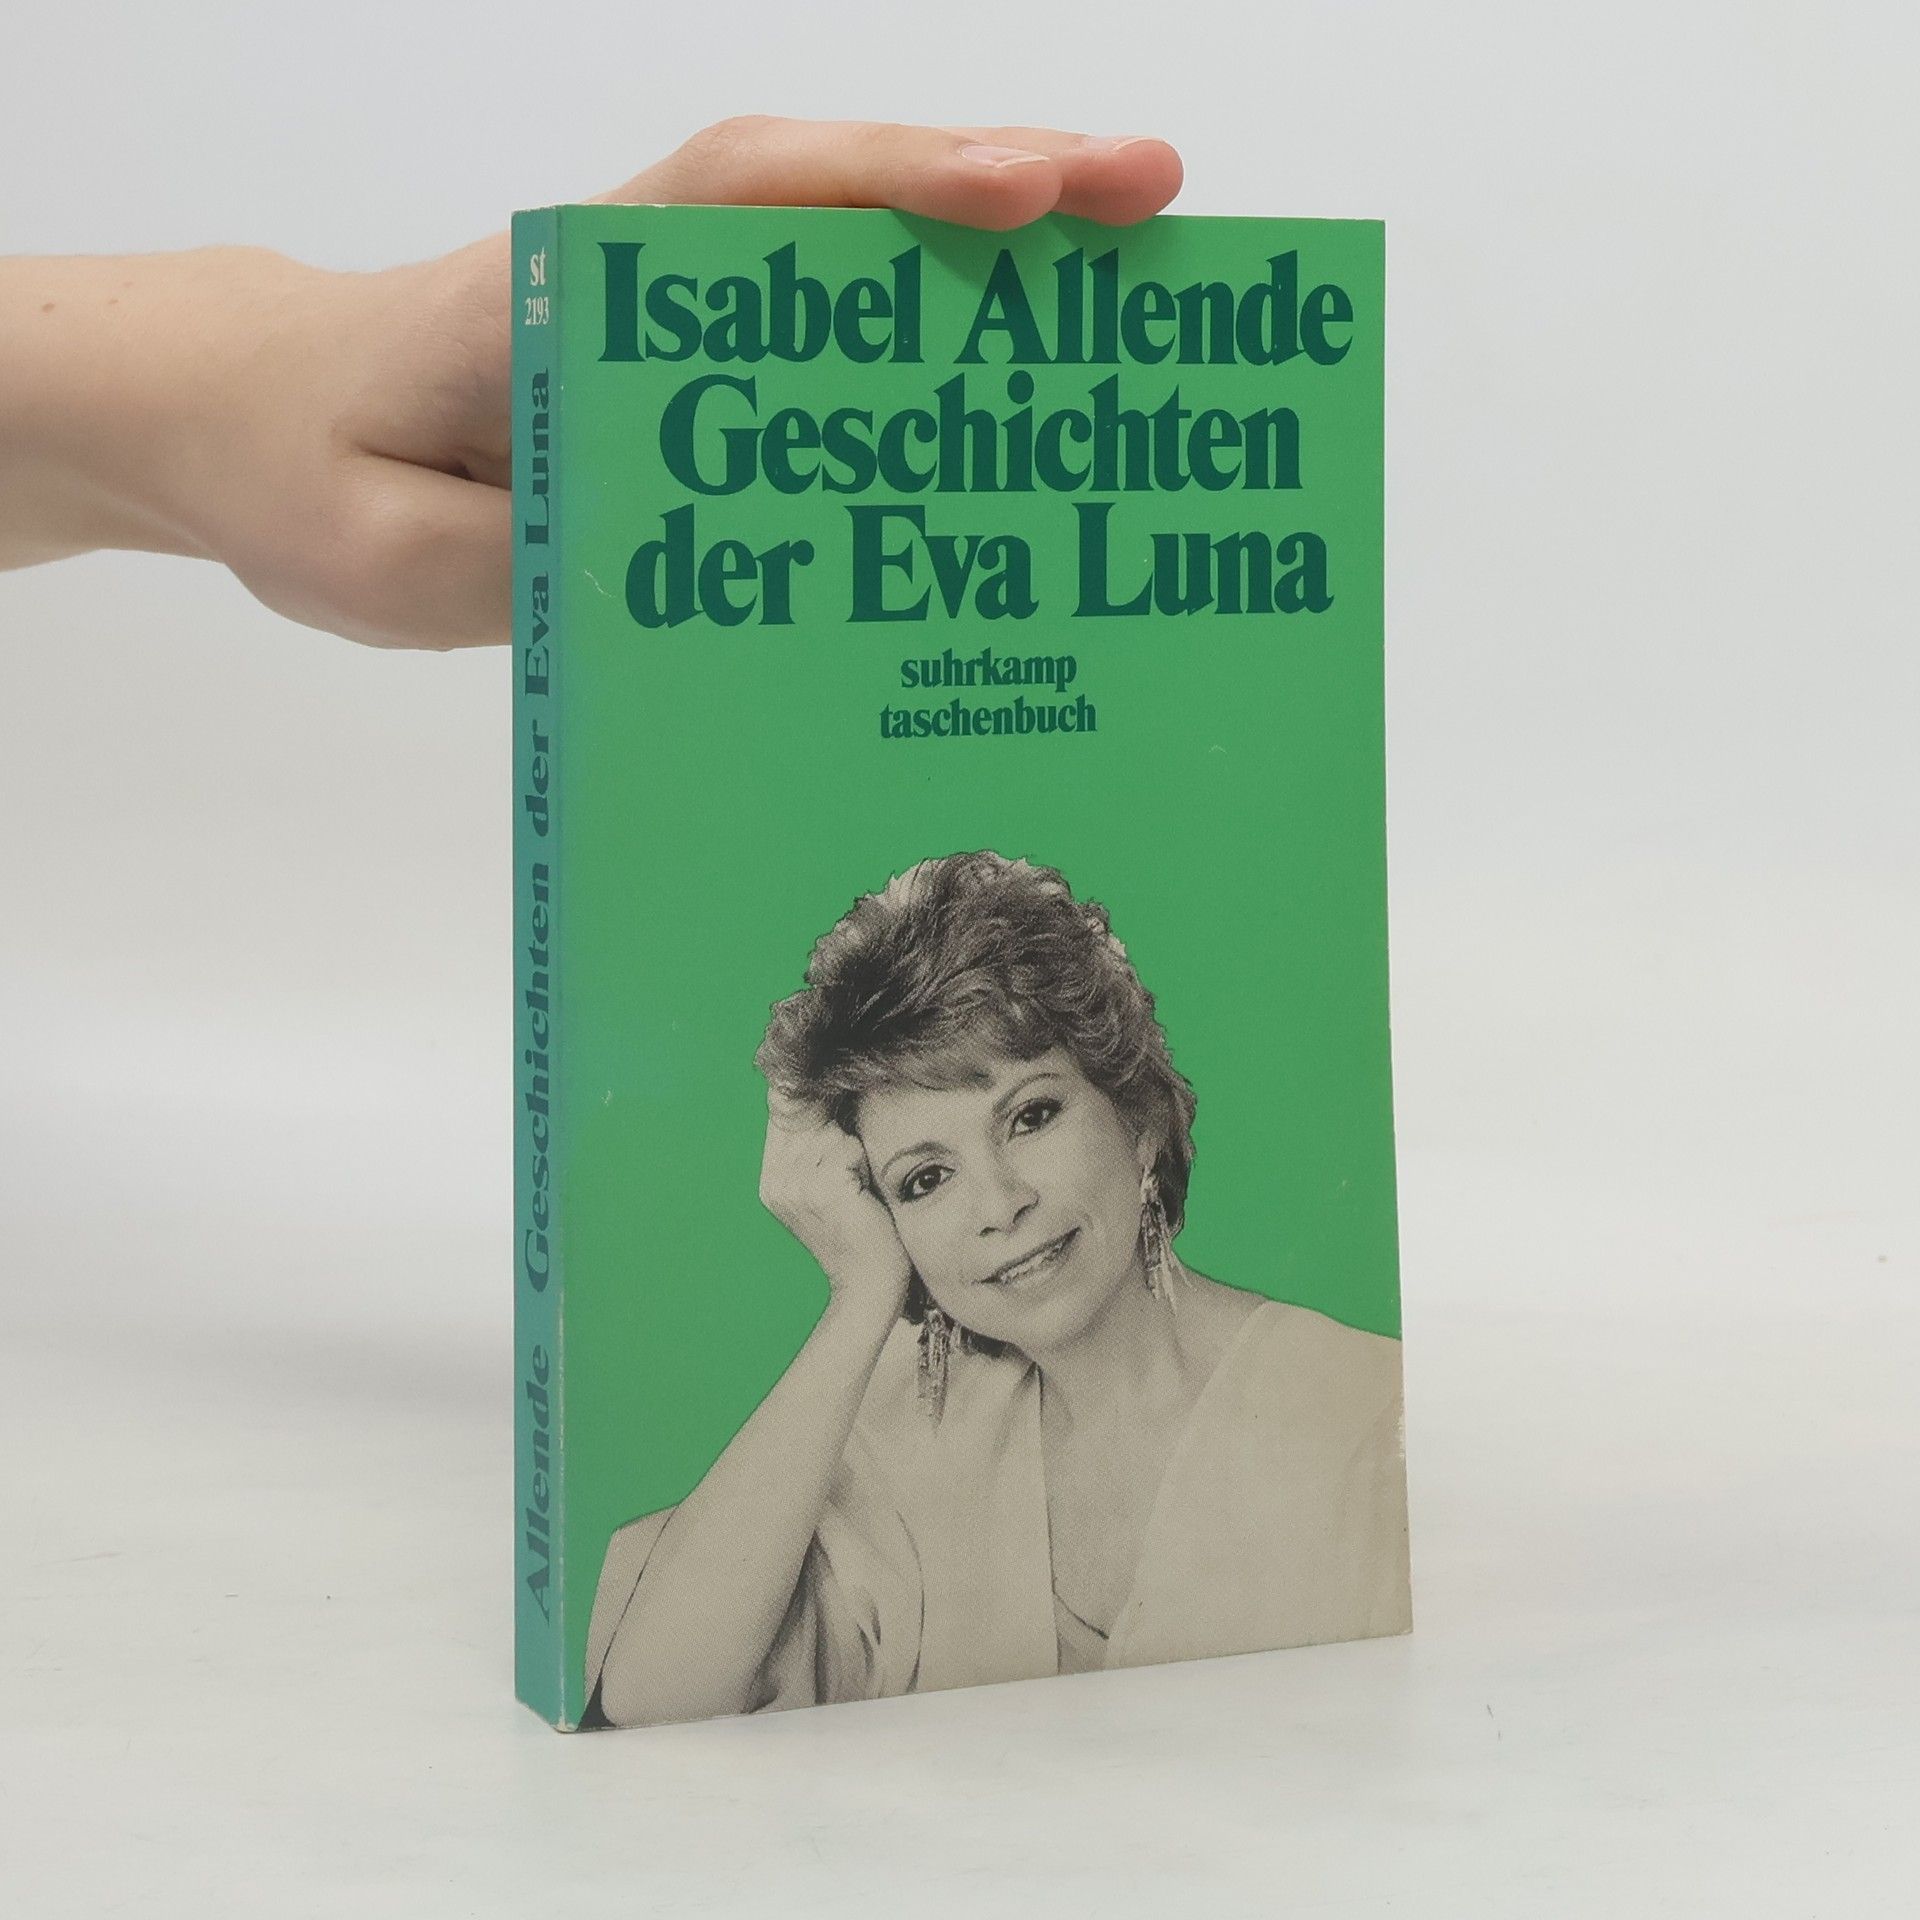 st
2193
Allende Geschichten der Eva Luna
Isabel Allende
Geschichten
der Eva Luna
suhrkamp
taschenbuch